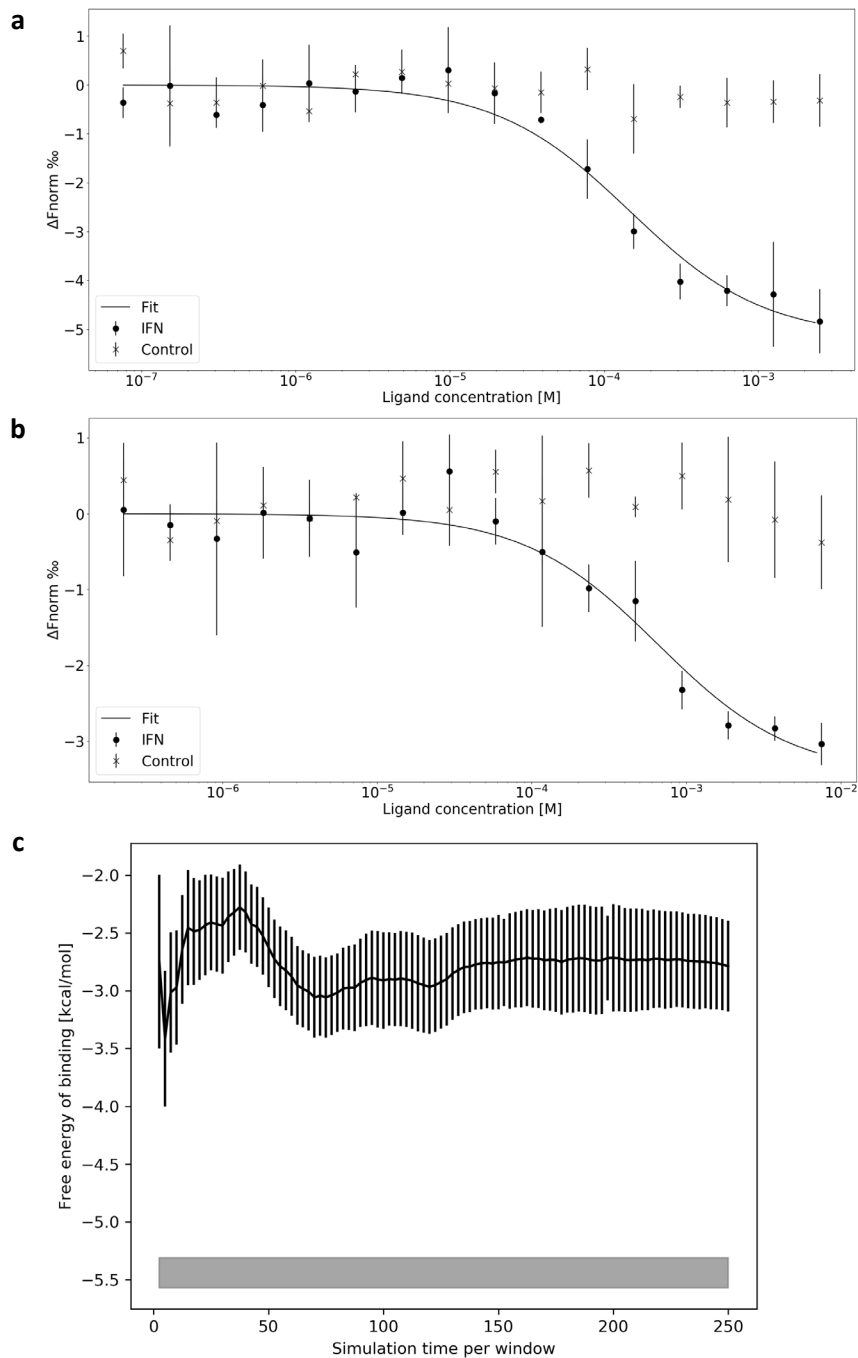 a
1
0
−1
−2
−3
−4
−5
ΔFnorm ‰
Fit
IFN
Control
10⁻⁷
10⁻⁶
10⁻⁵
10⁻⁴
10⁻³
Ligand concentration [M]
b
1
0
−1
−2
−3
ΔFnorm ‰
Fit
IFN
Control
10⁻⁶
10⁻⁵
10⁻⁴
10⁻³
10⁻²
Ligand concentration [M]
c
−2.0
−2.5
−3.0
−3.5
−4.0
−4.5
−5.0
−5.5
Free energy of binding [kcal/mol]
0
50
100
150
200
250
Simulation time per window